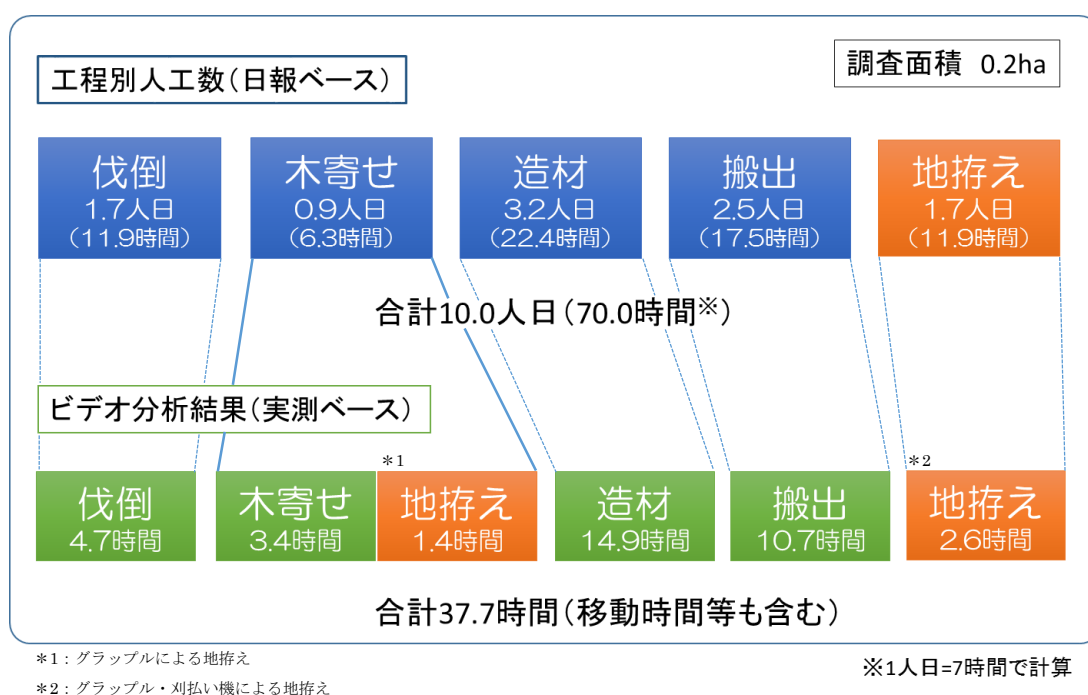 工程別人工数（日報ベース）
調査面積 0.2ha
伐倒
1.7人日
（11.9時間）
木寄せ
0.9人日
（6.3時間）
造材
3.2人日
（22.4時間）
搬出
2.5人日
（17.5時間）
地拵え
1.7人日
（11.9時間）
合計10.0人日（70.0時間※）
ビデオ分析結果（実測ベース）
伐倒
4.7時間
木寄せ
3.4時間
*1
地拵え
1.4時間
造材
14.9時間
搬出
10.7時間
*2
地拵え
2.6時間
合計37.7時間（移動時間等も含む）
*1：グラップルによる地拵え
*2：グラップル・刈払い機による地拵え
※1人日=7時間で計算